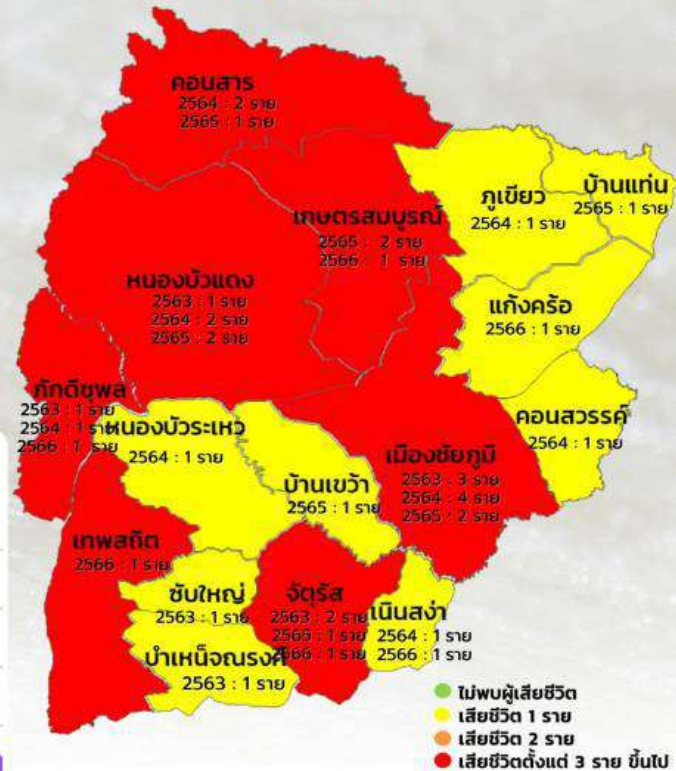 คอนสาร
2564 : 2 ราย
2565 : 1 ราย
เกษตรสมบูรณ์
2565 : 2 ราย
2566 : 1 ราย
ภูเขียว
2564 : 1 ราย
บ้านแท่น
2565 : 1 ราย
หนองบัวแดง
2563 : 1 ราย
2564 : 2 ราย
2565 : 2 ราย
แก้งคร้อ
2566 : 1 ราย
ภักดีชุมพล
2563 : 1 ราย
2564 : 1 ราย
2566 : 1 ราย
หนองบัวระเหว
2564 : 1 ราย
บ้านเขว้า
2565 : 1 ราย
เมืองชัยภูมิ
2563 : 3 ราย
2564 : 4 ราย
2565 : 2 ราย
คอนสวรรค์
2564 : 1 ราย
เทพสถิต
2566 : 1 ราย
ซับใหญ่
2563 : 1 ราย
จัตุรัส
2563 : 2 ราย
2565 : 1 ราย
2566 : 1 ราย
เนินสง่า
2564 : 1 ราย
2566 : 1 ราย
บำเหน็จณรงค์
2563 : 1 ราย
ไม่พบผู้เสียชีวิต
เสียชีวิต 1 ราย
เสียชีวิต 2 ราย
เสียชีวิตตั้งแต่ 3 ราย ขึ้นไป